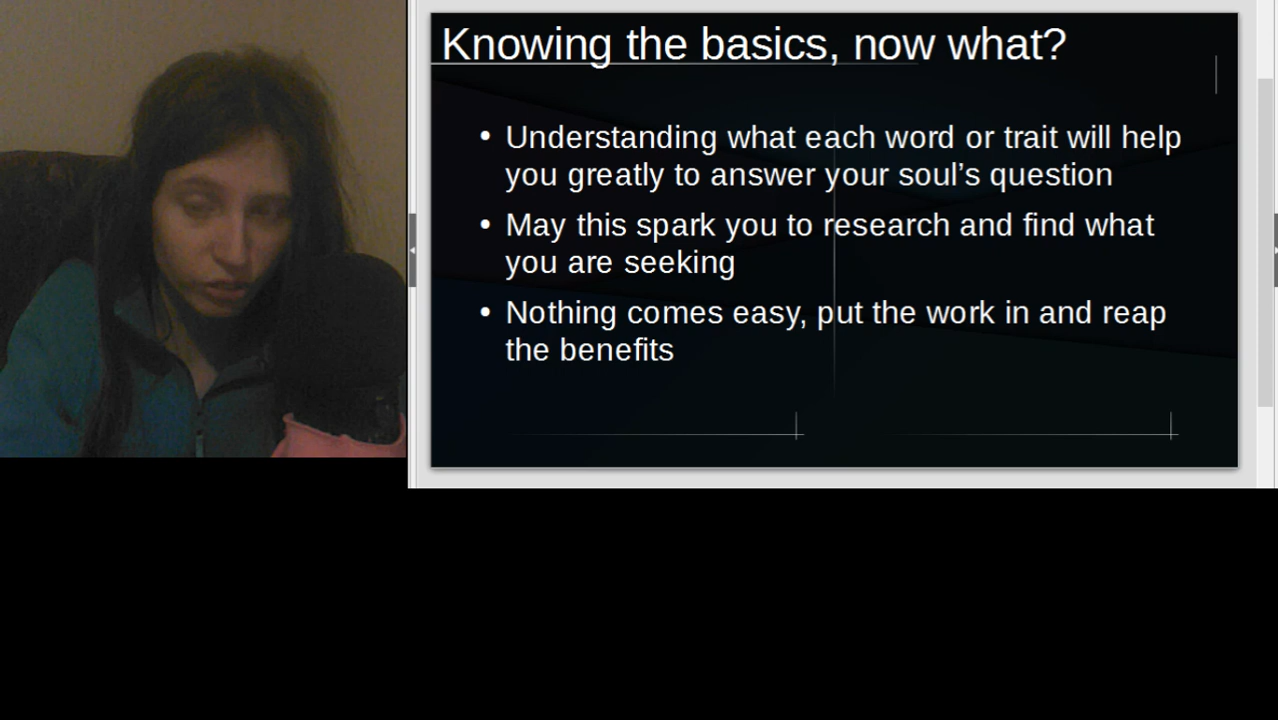 Knowing the basics, now what?
• Understanding what each word or trait will help
you greatly to answer your soul’s question
• May this spark you to research and find what
you are seeking
• Nothing comes easy, put the work in and reap
the benefits